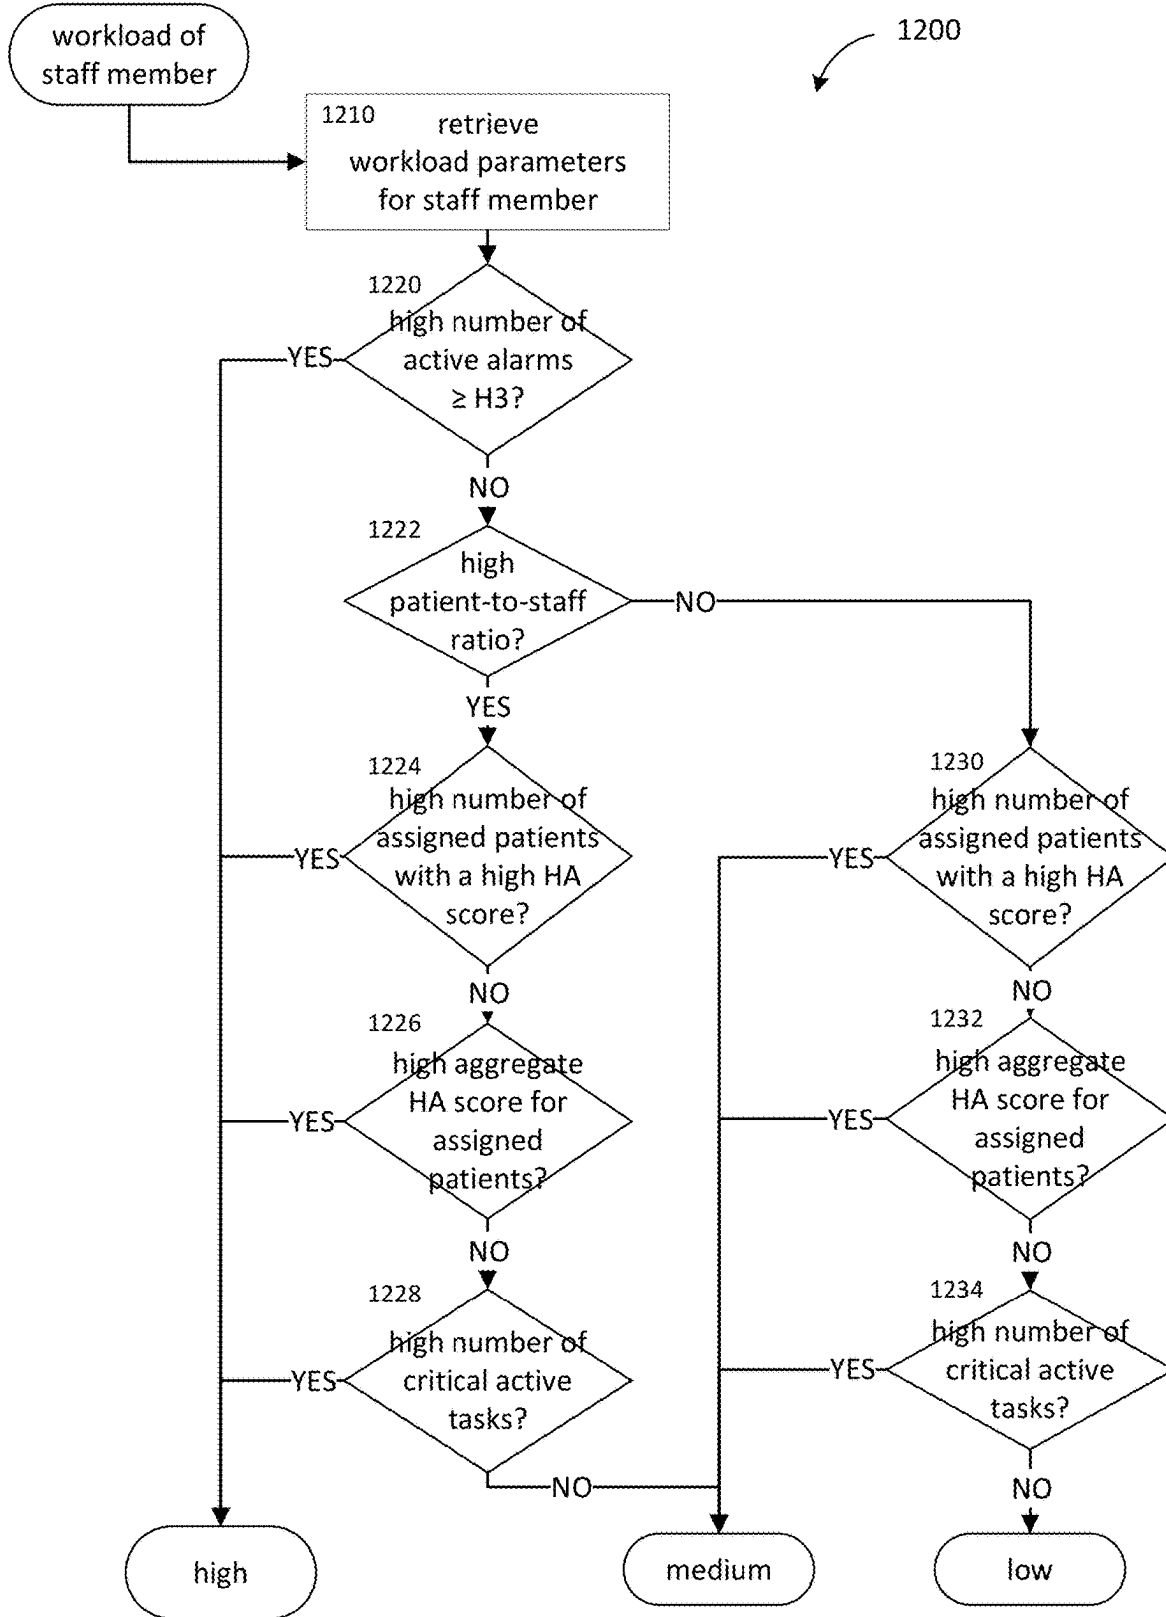 workload of
staff member
1200
1210
retrieve
workload parameters
for staff member
1220
high number of
active alarms
≥ H3?
YES
NO
1222
high
patient-to-staff
ratio?
NO
YES
1224
high number of
assigned patients
with a high HA
score?
YES
NO
1230
high number of
assigned patients
with a high HA
score?
YES
NO
1226
high aggregate
HA score for
assigned
patients?
YES
NO
1232
high aggregate
HA score for
assigned
patients?
YES
NO
1228
high number of
critical active
tasks?
YES
NO
1234
high number of
critical active
tasks?
YES
NO
high
medium
low